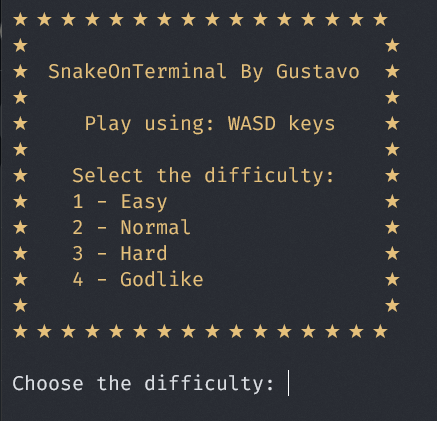 SnakeOnTerminal By Gustavo
Play using: WASD keys
Select the difficulty:
1 - Easy
2 - Normal
3 - Hard
4 - Godlike
Choose the difficulty: